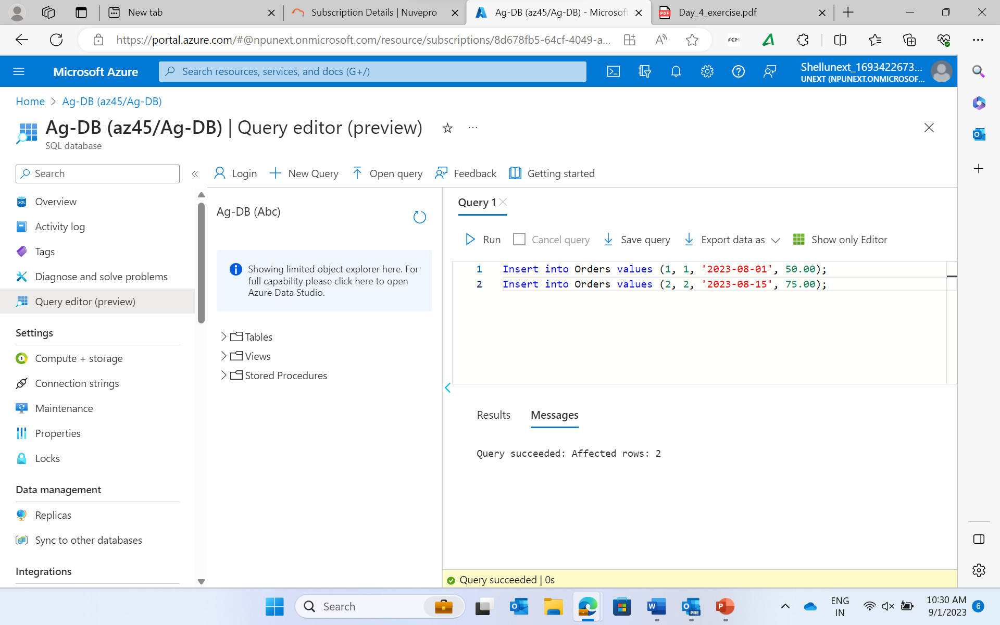 New tab
Subscription Details | Nuvepro
Ag-DB (az45/Ag-DB) - Microsoft
Day_4_exercise.pdf
https://portal.azure.com/#@npunext.onmicrosoft.com/resource/subscriptions/8d678fb5-64cf-4049-a...
FCM
Microsoft Azure
Search resources, services, and docs (G+/)
Shellunext_1693422673...
UNEXT (NPUNEXT.ONMICROSOF...
Home > Ag-DB (az45/Ag-DB)
Ag-DB (az45/Ag-DB) | Query editor (preview)
SQL database
Search
Login
New Query
Open query
Feedback
Getting started
Overview
Activity log
Tags
Diagnose and solve problems
Query editor (preview)
Settings
Compute + storage
Connection strings
Maintenance
Properties
Locks
Data management
Replicas
Sync to other databases
Integrations
Ag-DB (Abc)
Showing limited object explorer here. For
full capability please click here to open
Azure Data Studio.
Tables
Views
Stored Procedures
Query 1
Run
Cancel query
Save query
Export data as
Show only Editor
1 Insert into Orders values (1, 1, '2023-08-01', 50.00);
2 Insert into Orders values (2, 2, '2023-08-15', 75.00);
Results
Messages
Query succeeded: Affected rows: 2
Query succeeded | 0s
Search
ENG
IN
10:30 AM
9/1/2023
6